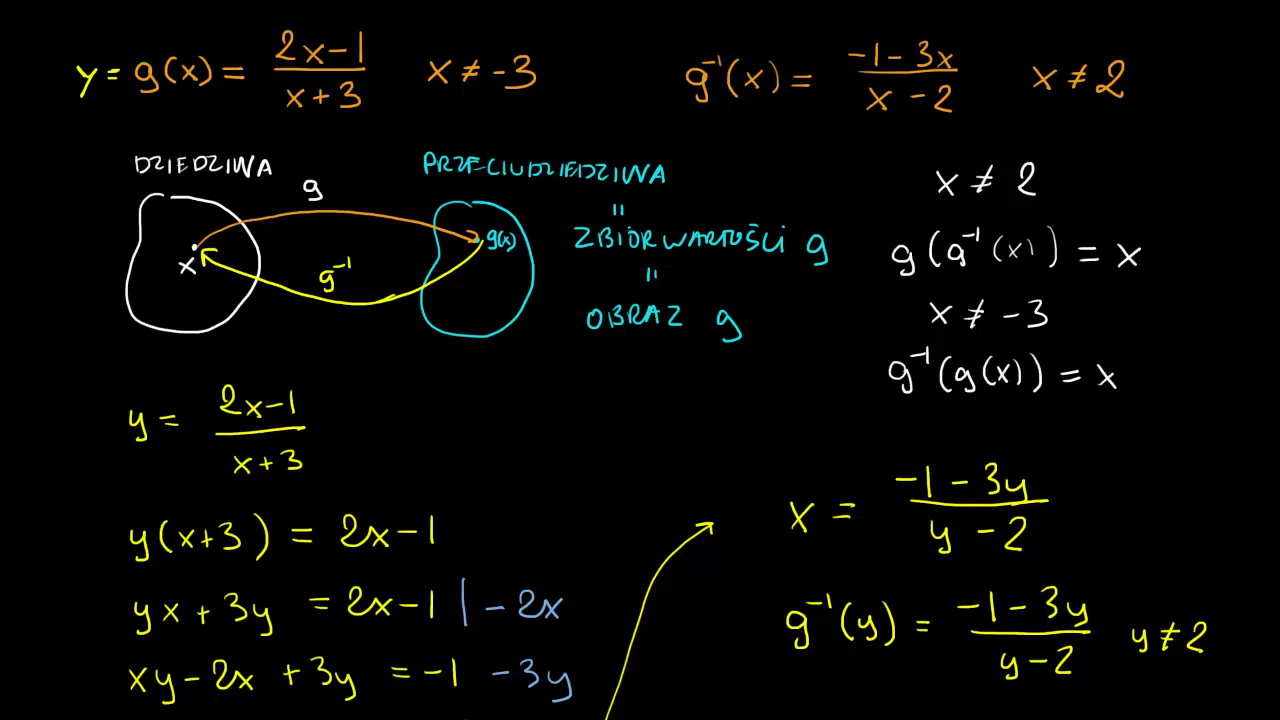 y = g(x) = (2x-1)/(x+3) x ≠ -3
g⁻¹(x) = (-1-3x)/(x-2) x ≠ 2
DZIEDZINA
g
PRZECIWDZIEDZINA
"
ZBIÓR WARTOŚCI g
"
OBRAZ g
x
g(x)
g⁻¹
x ≠ 2
g(g⁻¹(x)) = x
x ≠ -3
g⁻¹(g(x)) = x
y = (2x-1)/(x+3)
y(x+3) = 2x-1
yx + 3y = 2x-1 | -2x
xy - 2x + 3y = -1 -3y
x = (-1-3y)/(y-2)
g⁻¹(y) = (-1-3y)/(y-2) y ≠ 2